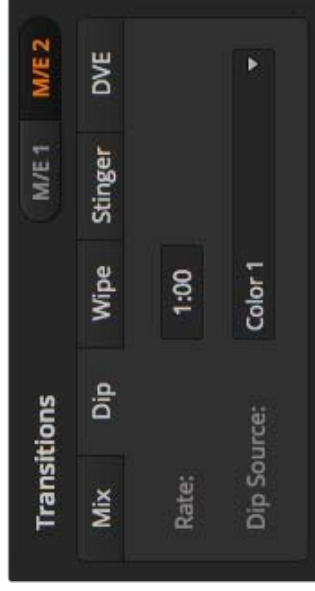 Transitions M/E 1 M/E 2
Mix Dip Wipe Stinger DVE
Rate: 1:00
Dip Source: Color 1